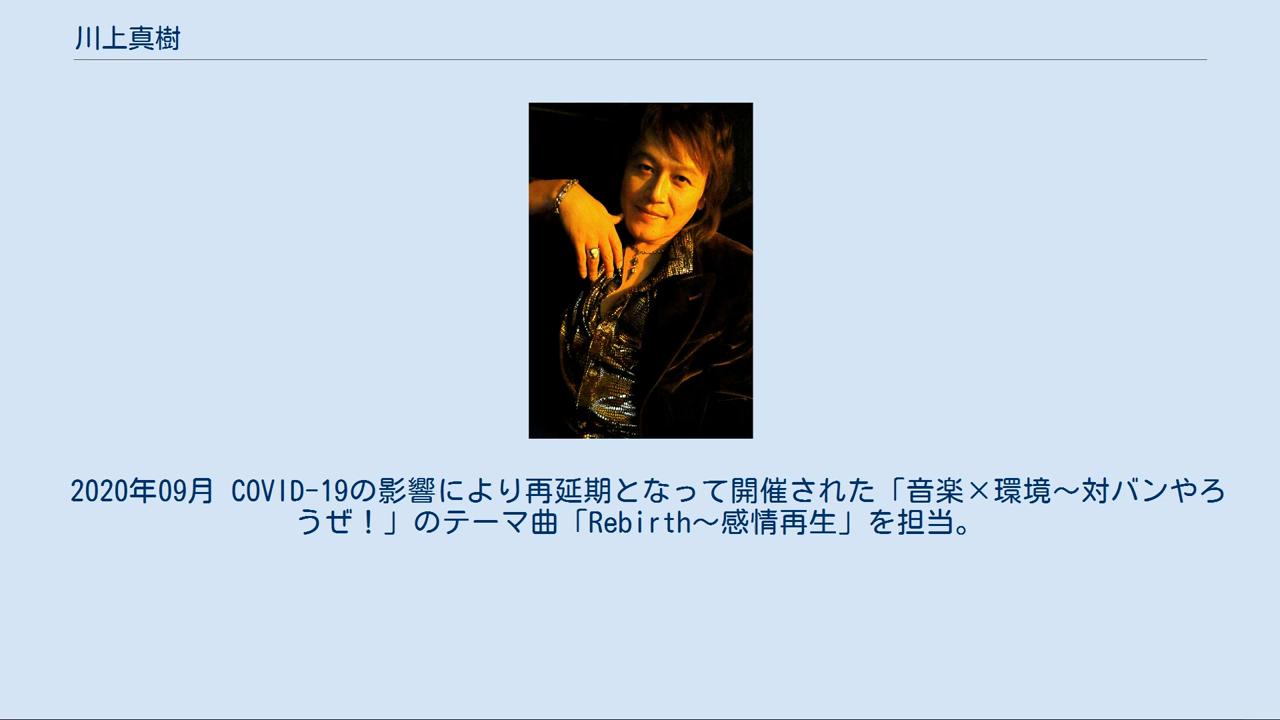 川上真樹
2020年09月 COVID-19の影響により再延期となって開催された「音楽×環境～対バンやろ
うぜ！」のテーマ曲「Rebirth～感情再生」を担当。